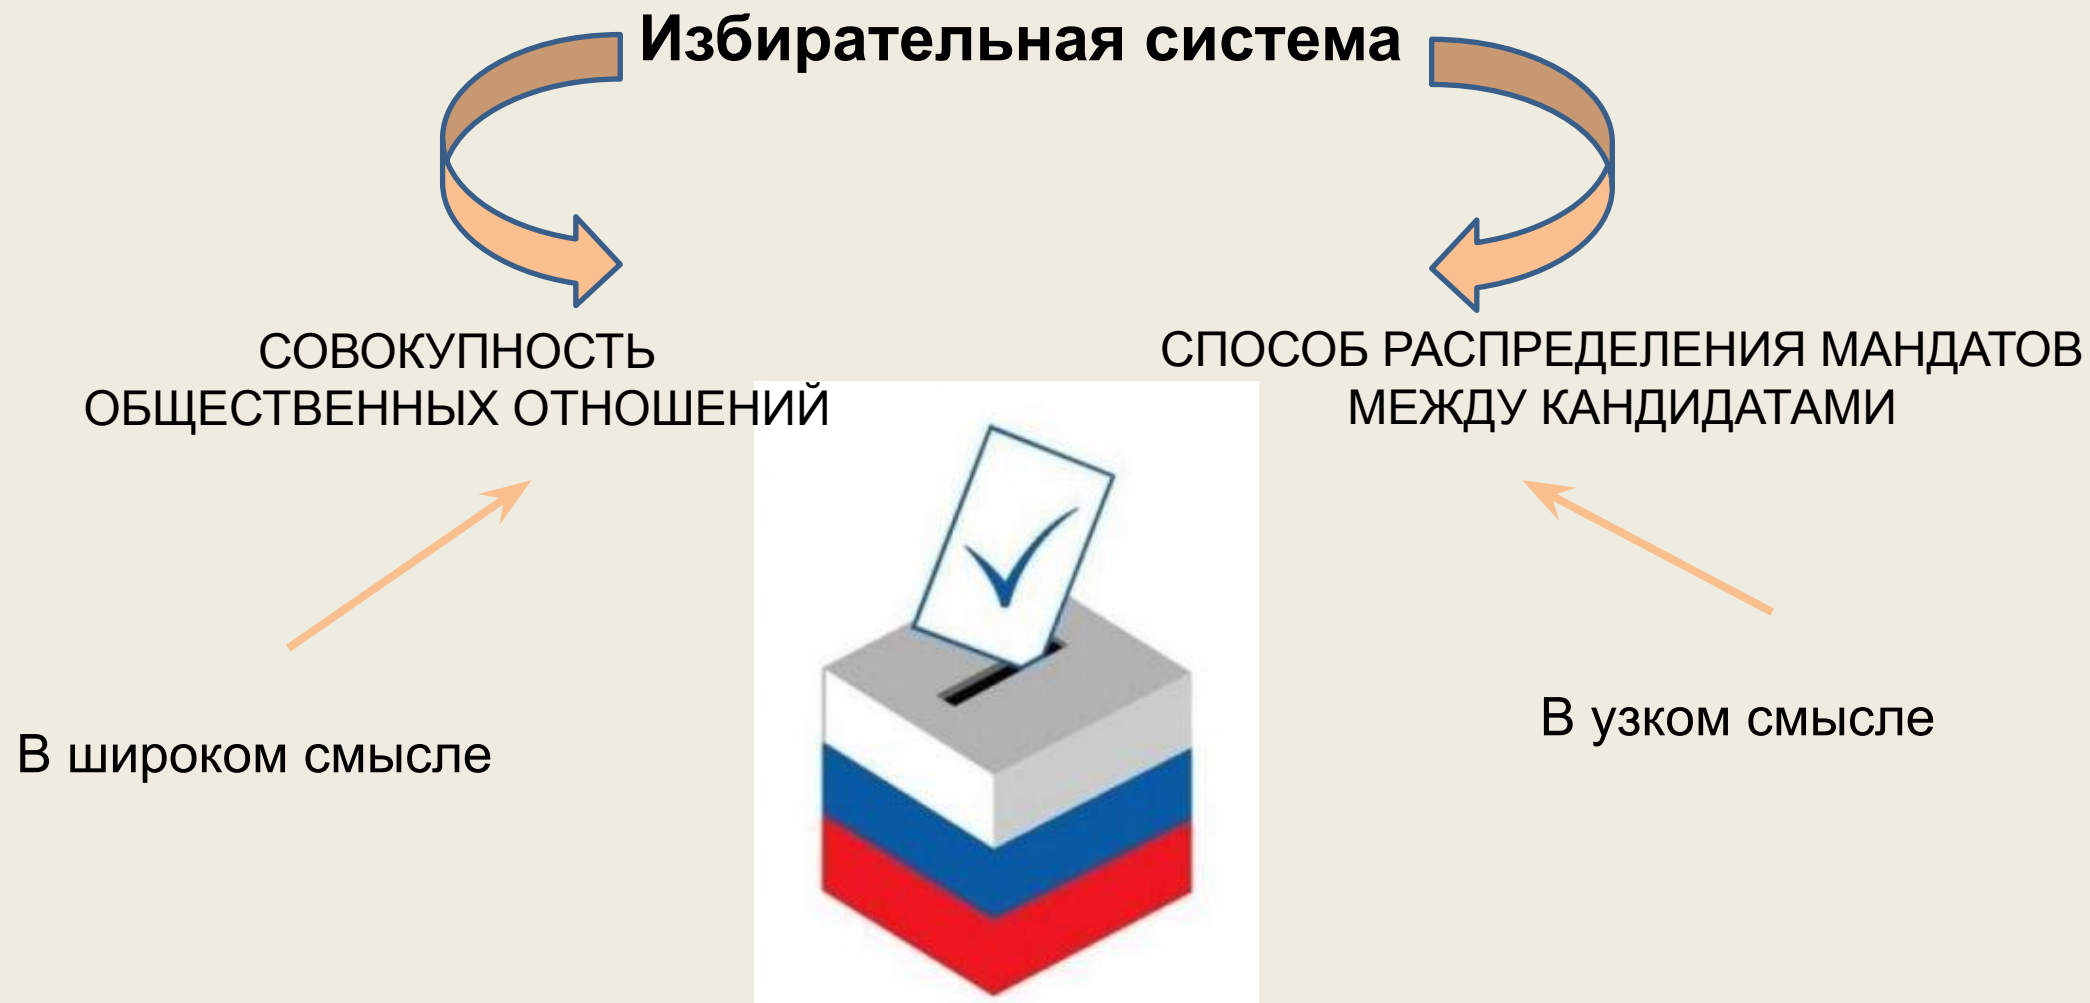 Избирательная система
СОВОКУПНОСТЬ
ОБЩЕСТВЕННЫХ ОТНОШЕНИЙ
СПОСОБ РАСПРЕДЕЛЕНИЯ МАНДАТОВ
МЕЖДУ КАНДИДАТАМИ
В широком смысле
В узком смысле